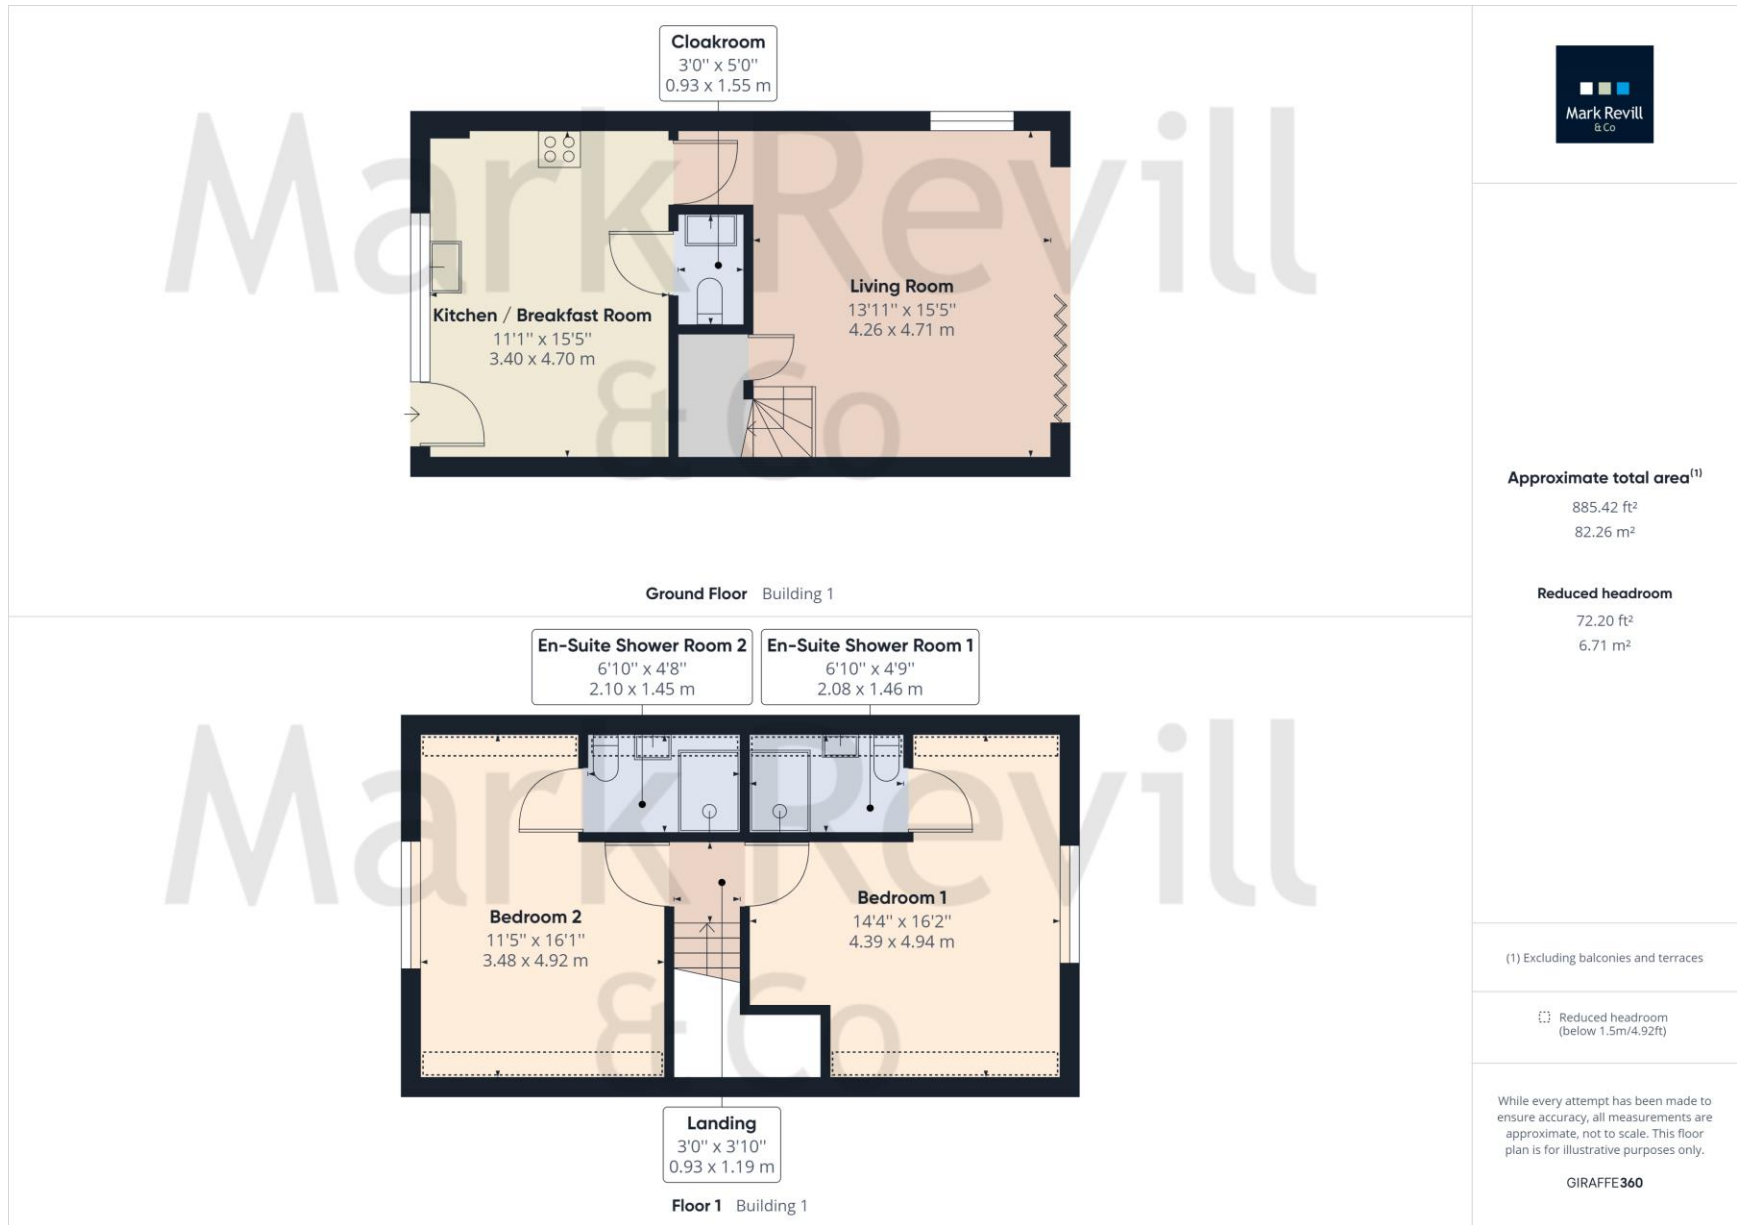 Cloakroom
3'0" x 5'0"
0.93 x 1.55 m
Mark Revill
& Co
Kitchen / Breakfast Room
11'1" x 15'5"
3.40 x 4.70 m
Living Room
13'11" x 15'5"
4.26 x 4.71 m
Ground Floor Building 1
En-Suite Shower Room 2
6'10" x 4'8"
2.10 x 1.45 m
En-Suite Shower Room 1
6'10" x 4'9"
2.08 x 1.46 m
Mark Revill
& Co
Bedroom 2
11'5" x 16'1"
3.48 x 4.92 m
Bedroom 1
14'4" x 16'2"
4.39 x 4.94 m
Landing
3'0" x 3'10"
0.93 x 1.19 m
Floor 1 Building 1
Mark Revill
& Co
Approximate total area(1)
885.42 ft²
82.26 m²
Reduced headroom
72.20 ft²
6.71 m²
(1) Excluding balconies and terraces
Reduced headroom
(below 1.5m/4.92ft)
While every attempt has been made to
ensure accuracy, all measurements are
approximate, not to scale. This floor
plan is for illustrative purposes only.
GIRAFFE360